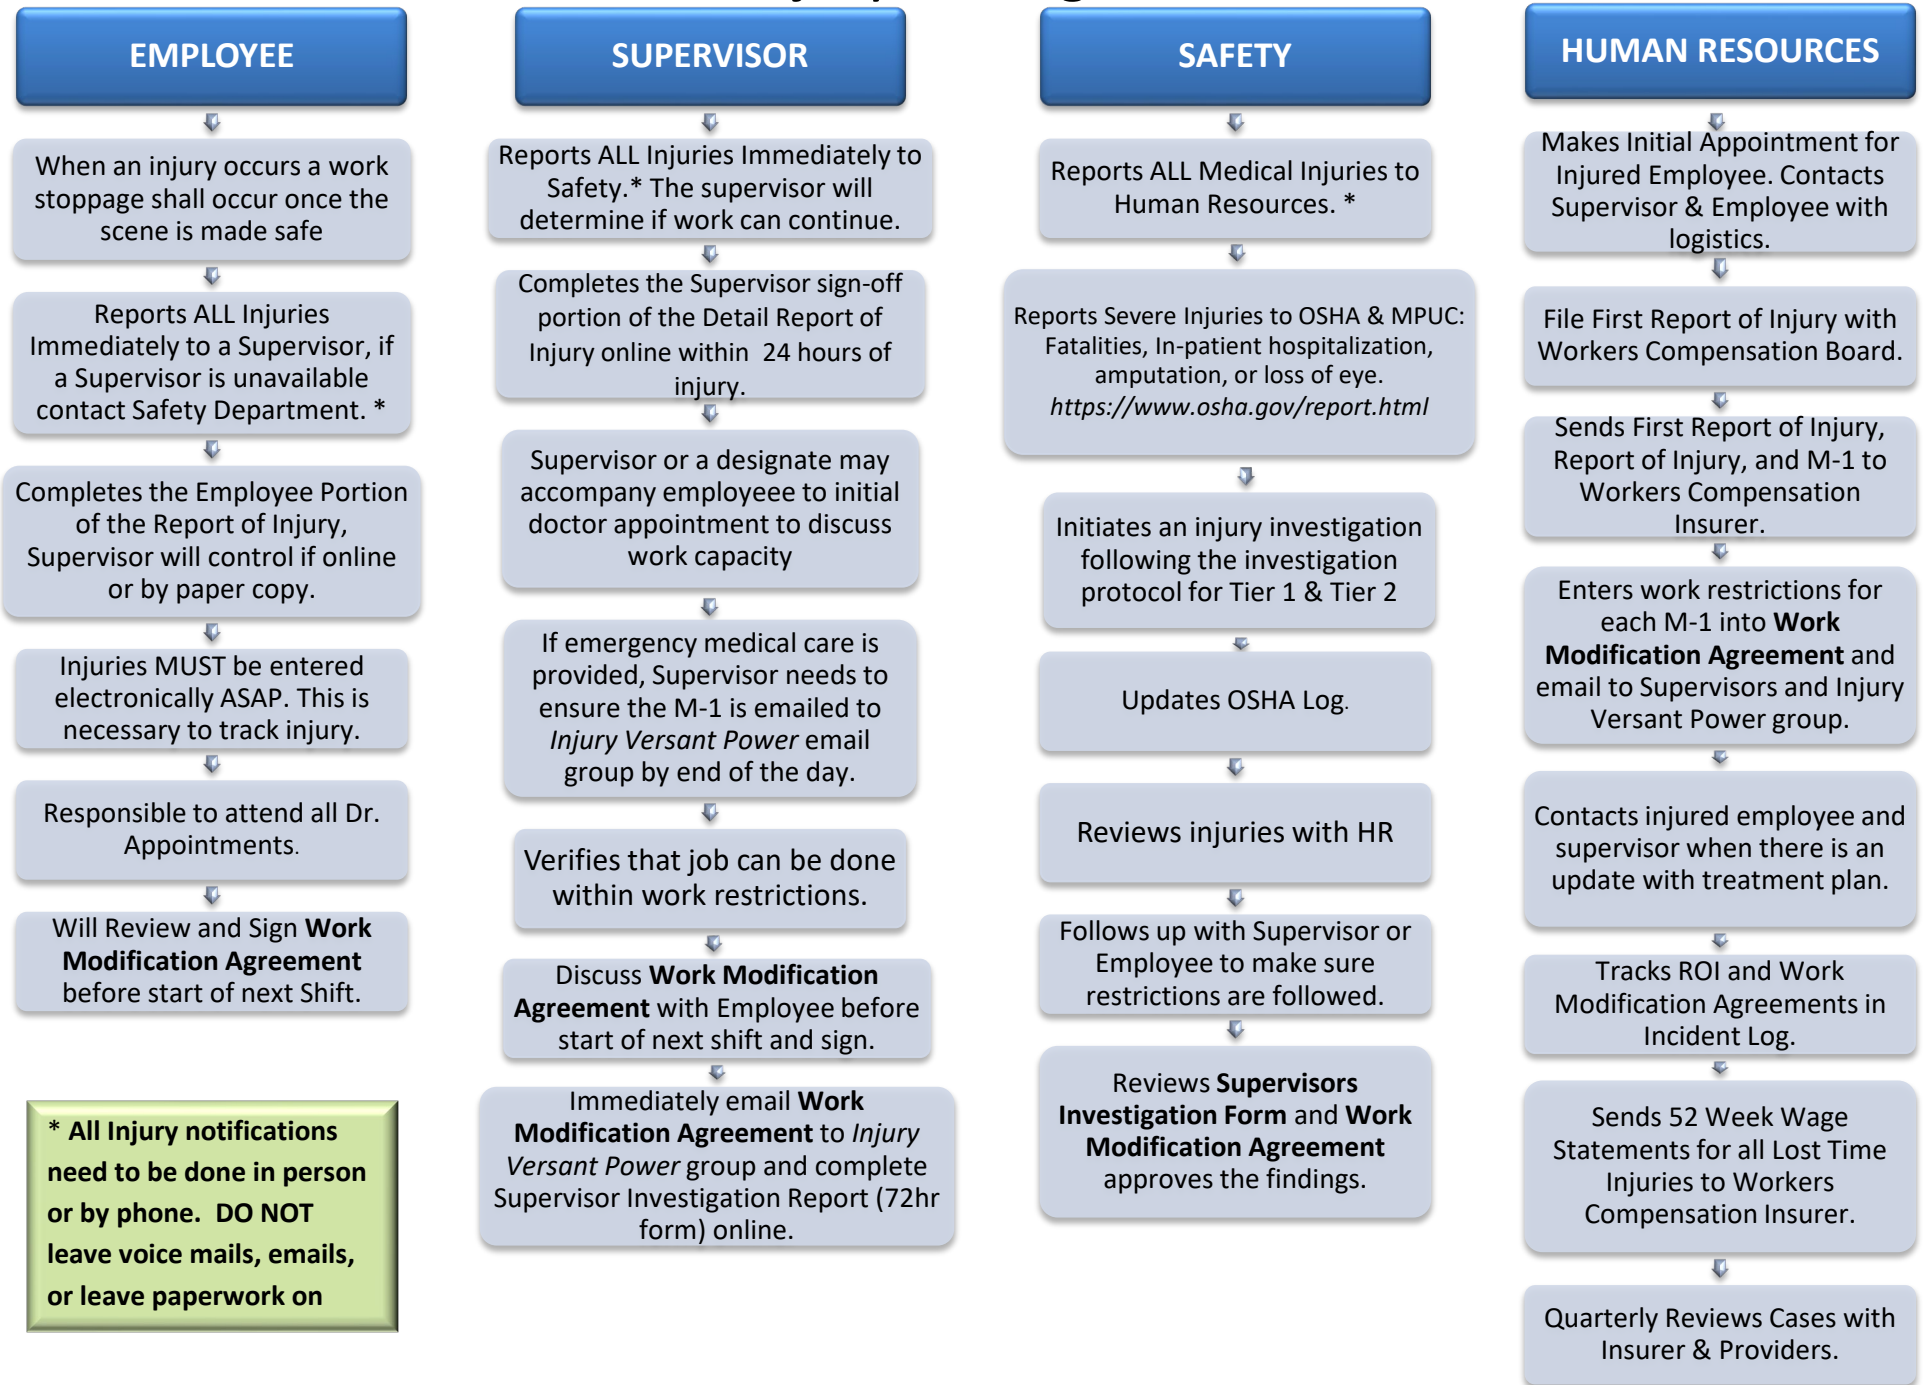 EMPLOYEE
When an injury occurs a work
stoppage shall occur once the
scene is made safe
Reports ALL Injuries
Immediately to a Supervisor, if
a Supervisor is unavailable
contact Safety Department. *
Completes the Employee Portion
of the Report of Injury,
Supervisor will control if online
or by paper copy.
Injuries MUST be entered
electronically ASAP. This is
necessary to track injury.
Responsible to attend all Dr.
Appointments.
Will Review and Sign Work
Modification Agreement
before start of next Shift.
* All Injury notifications
need to be done in person
or by phone.  DO NOT
leave voice mails, emails,
or leave paperwork on
SUPERVISOR
Reports ALL Injuries Immediately to
Safety.* The supervisor will
determine if work can continue.
Completes the Supervisor sign-off
portion of the Detail Report of
Injury online within  24 hours of
injury.
Supervisor or a designate may
accompany employeee to initial
doctor appointment to discuss
work capacity
If emergency medical care is
provided, Supervisor needs to
ensure the M-1 is emailed to
Injury Versant Power email
group by end of the day.
Verifies that job can be done
within work restrictions.
Discuss Work Modification
Agreement with Employee before
start of next shift and sign.
Immediately email Work
Modification Agreement to Injury
Versant Power group and complete
Supervisor Investigation Report (72hr
form) online.
SAFETY
Reports ALL Medical Injuries to
Human Resources. *
Reports Severe Injuries to OSHA & MPUC:
Fatalities, In-patient hospitalization,
amputation, or loss of eye.
https://www.osha.gov/report.html
Initiates an injury investigation
following the investigation
protocol for Tier 1 & Tier 2
Updates OSHA Log.
Reviews injuries with HR
Follows up with Supervisor or
Employee to make sure
restrictions are followed.
Reviews Supervisors
Investigation Form and Work
Modification Agreement
approves the findings.
HUMAN RESOURCES
Makes Initial Appointment for
Injured Employee. Contacts
Supervisor & Employee with
logistics.
File First Report of Injury with
Workers Compensation Board.
Sends First Report of Injury,
Report of Injury, and M-1 to
Workers Compensation
Insurer.
Enters work restrictions for
each M-1 into Work
Modification Agreement and
email to Supervisors and Injury
Versant Power group.
Contacts injured employee and
supervisor when there is an
update with treatment plan.
Tracks ROI and Work
Modification Agreements in
Incident Log.
Sends 52 Week Wage
Statements for all Lost Time
Injuries to Workers
Compensation Insurer.
Quarterly Reviews Cases with
Insurer & Providers.